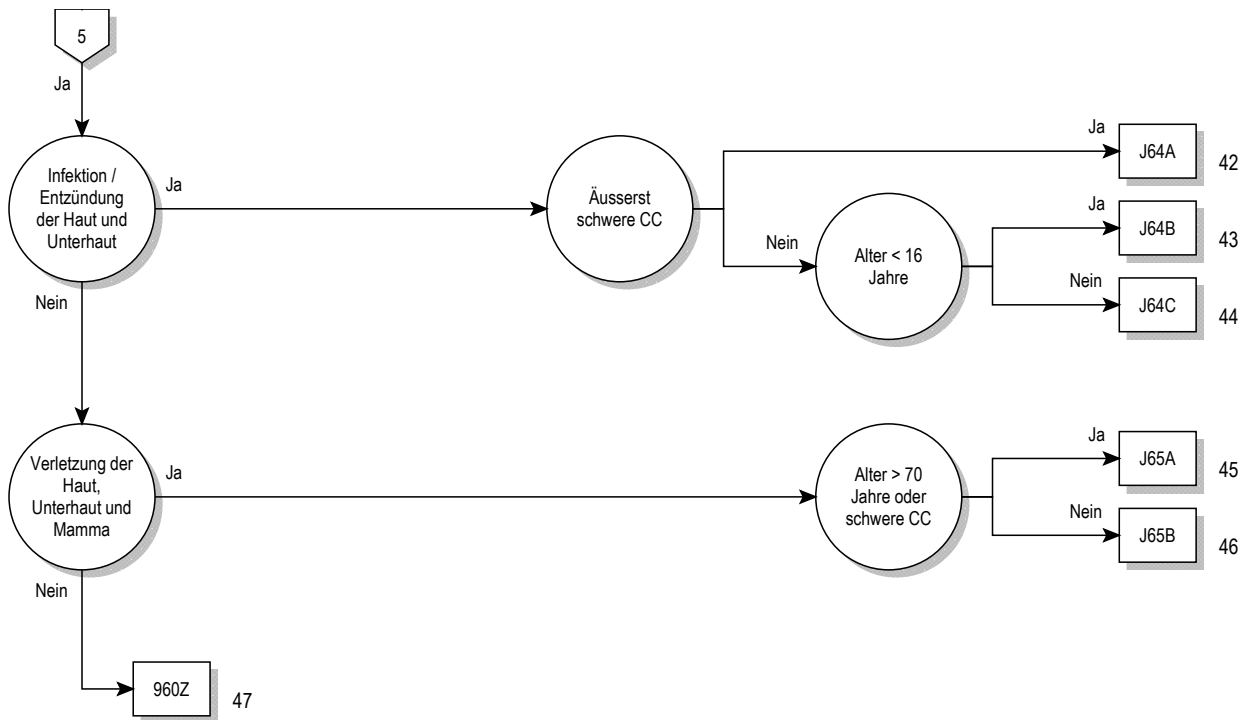 5
Ja
Infektion /
Entzündung
der Haut und
Unterhaut
Ja
Äusserst
schwere CC
Ja
J64A
42
Nein
Alter < 16
Jahre
Ja
J64B
43
Nein
J64C
44
Nein
Verletzung der
Haut,
Unterhaut und
Mamma
Ja
Alter > 70
Jahre oder
schwere CC
Ja
J65A
45
Nein
J65B
46
Nein
960Z
47